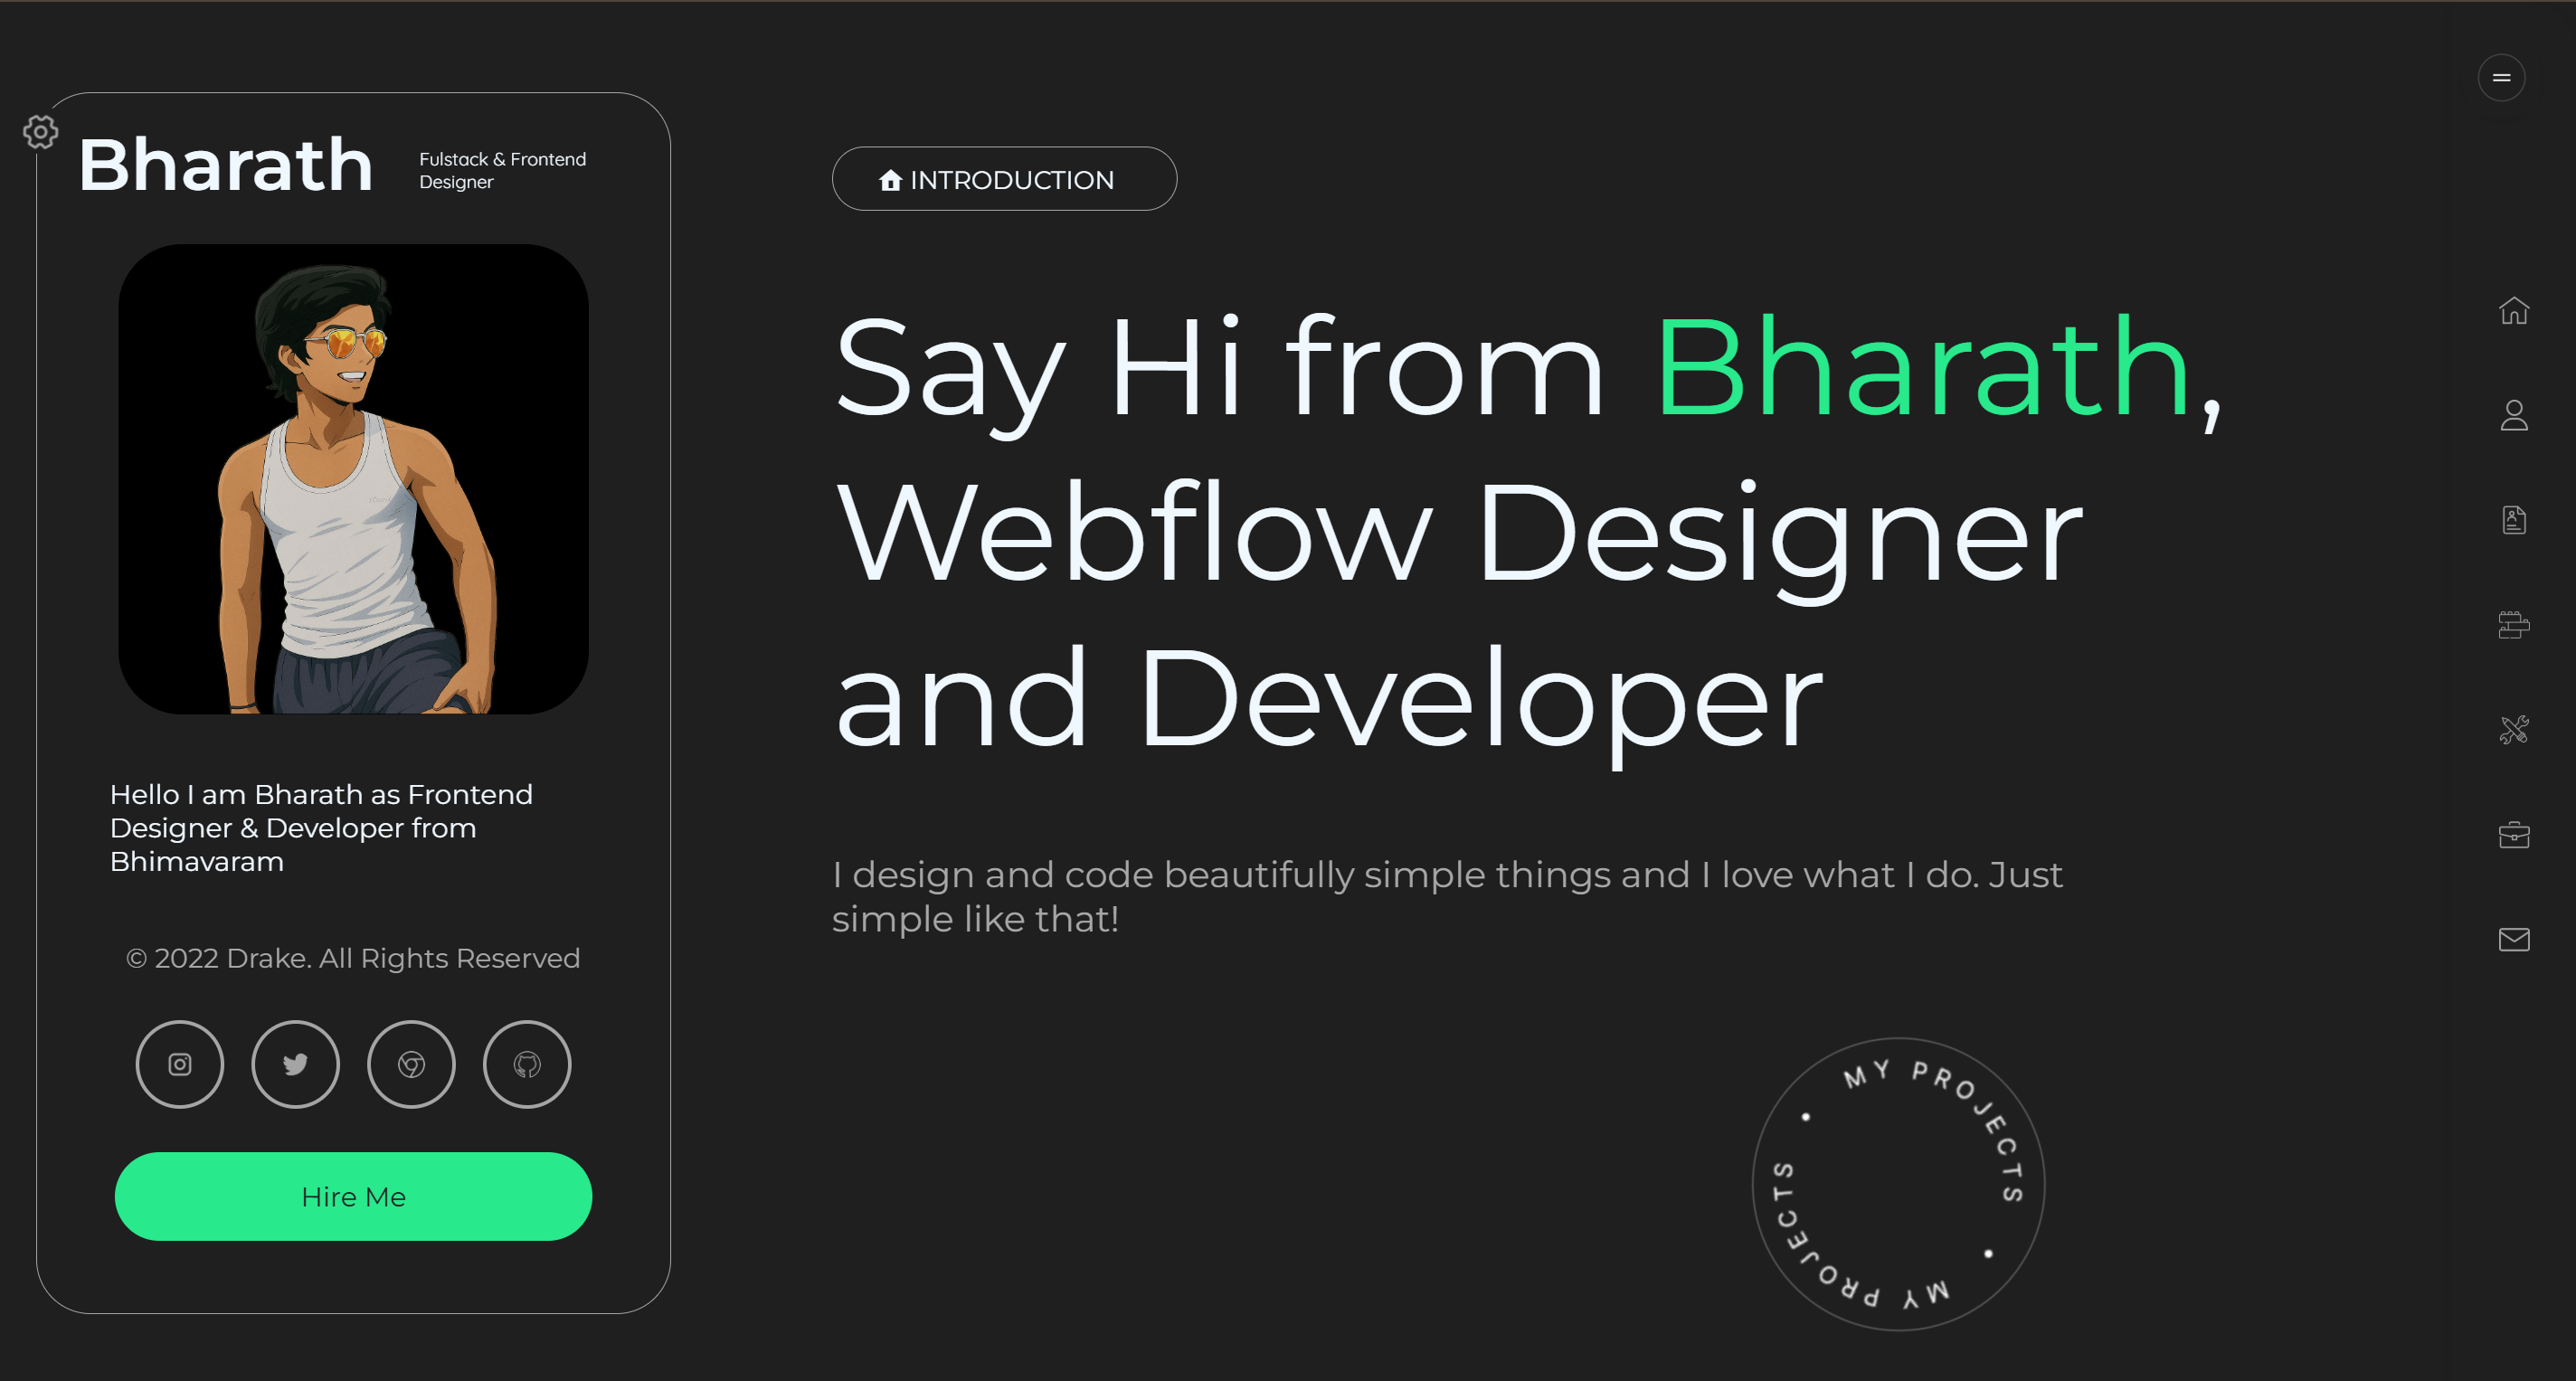 Bharath
Fulstack & Frontend
Designer
Hello I am Bharath as Frontend
Designer & Developer from
Bhimavaram
© 2022 Drake. All Rights Reserved
Hire Me
INTRODUCTION
Say Hi from Bharath,
Webflow Designer
and Developer
I design and code beautifully simple things and I love what I do. Just
simple like that!
MY PROJECTS • MY PROJECTS •